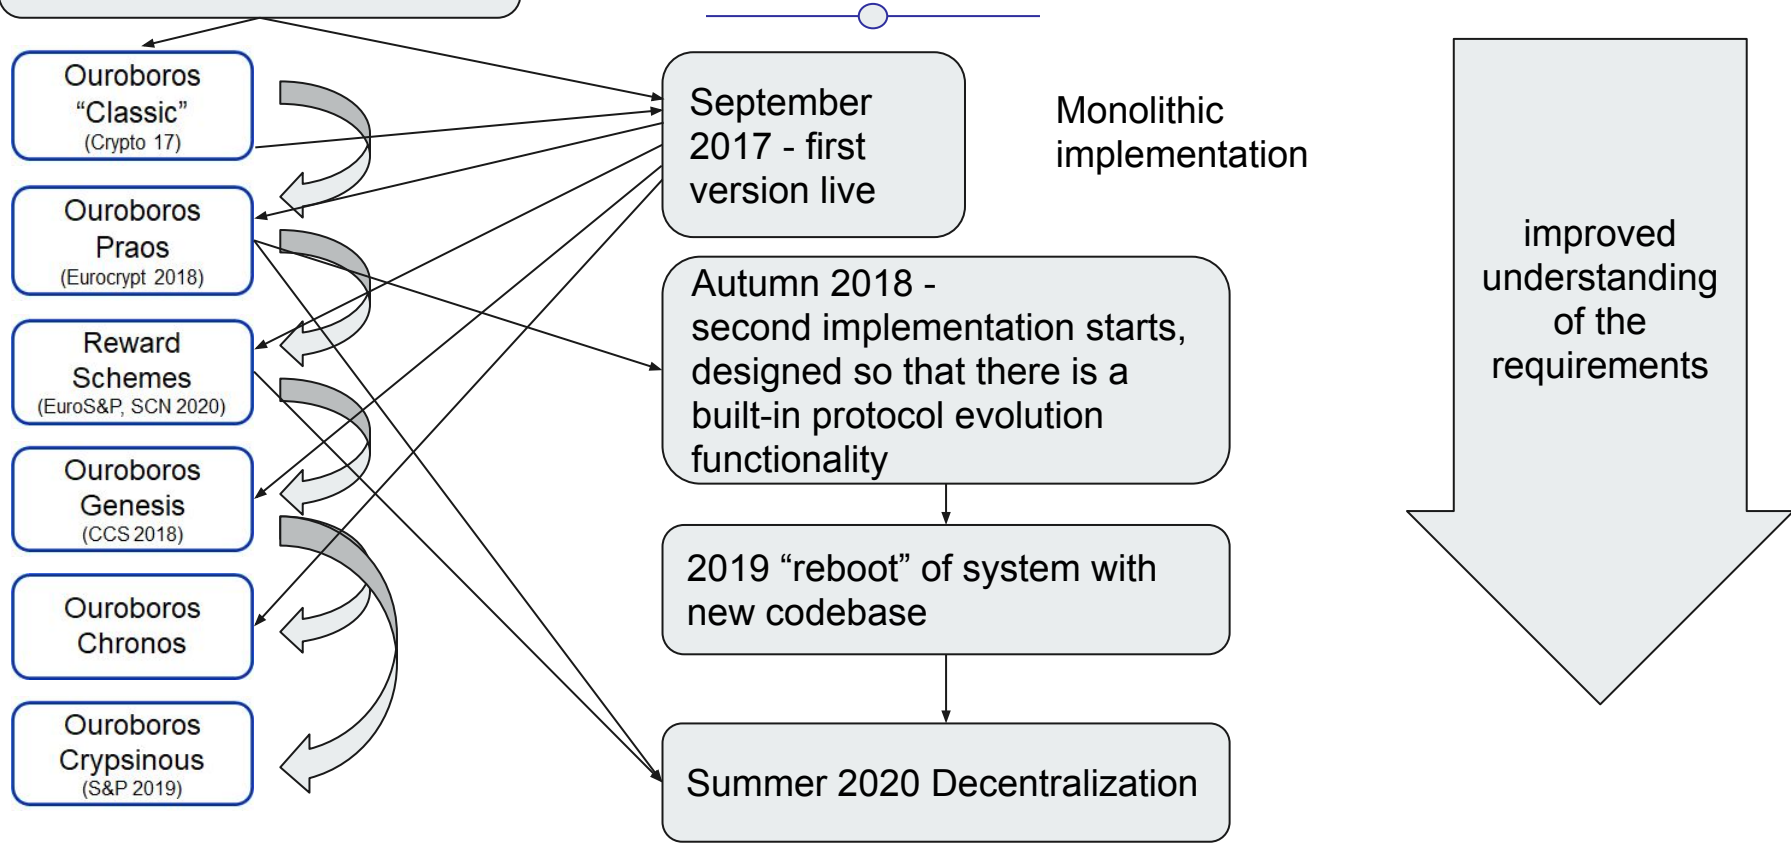 Ouroboros
“Classic”
(Crypto 17)
Ouroboros
Praos
(Eurocrypt 2018)
Reward
Schemes
(EuroS&P, SCN 2020)
Ouroboros
Genesis
(CCS 2018)
Ouroboros
Chronos
Ouroboros
Crypsinous
(S&P 2019)
September
2017 - first
version live
Monolithic
implementation
Autumn 2018 -
second implementation starts,
designed so that there is a
built-in protocol evolution
functionality
2019 “reboot” of system with
new codebase
Summer 2020 Decentralization
improved
understanding
of the
requirements